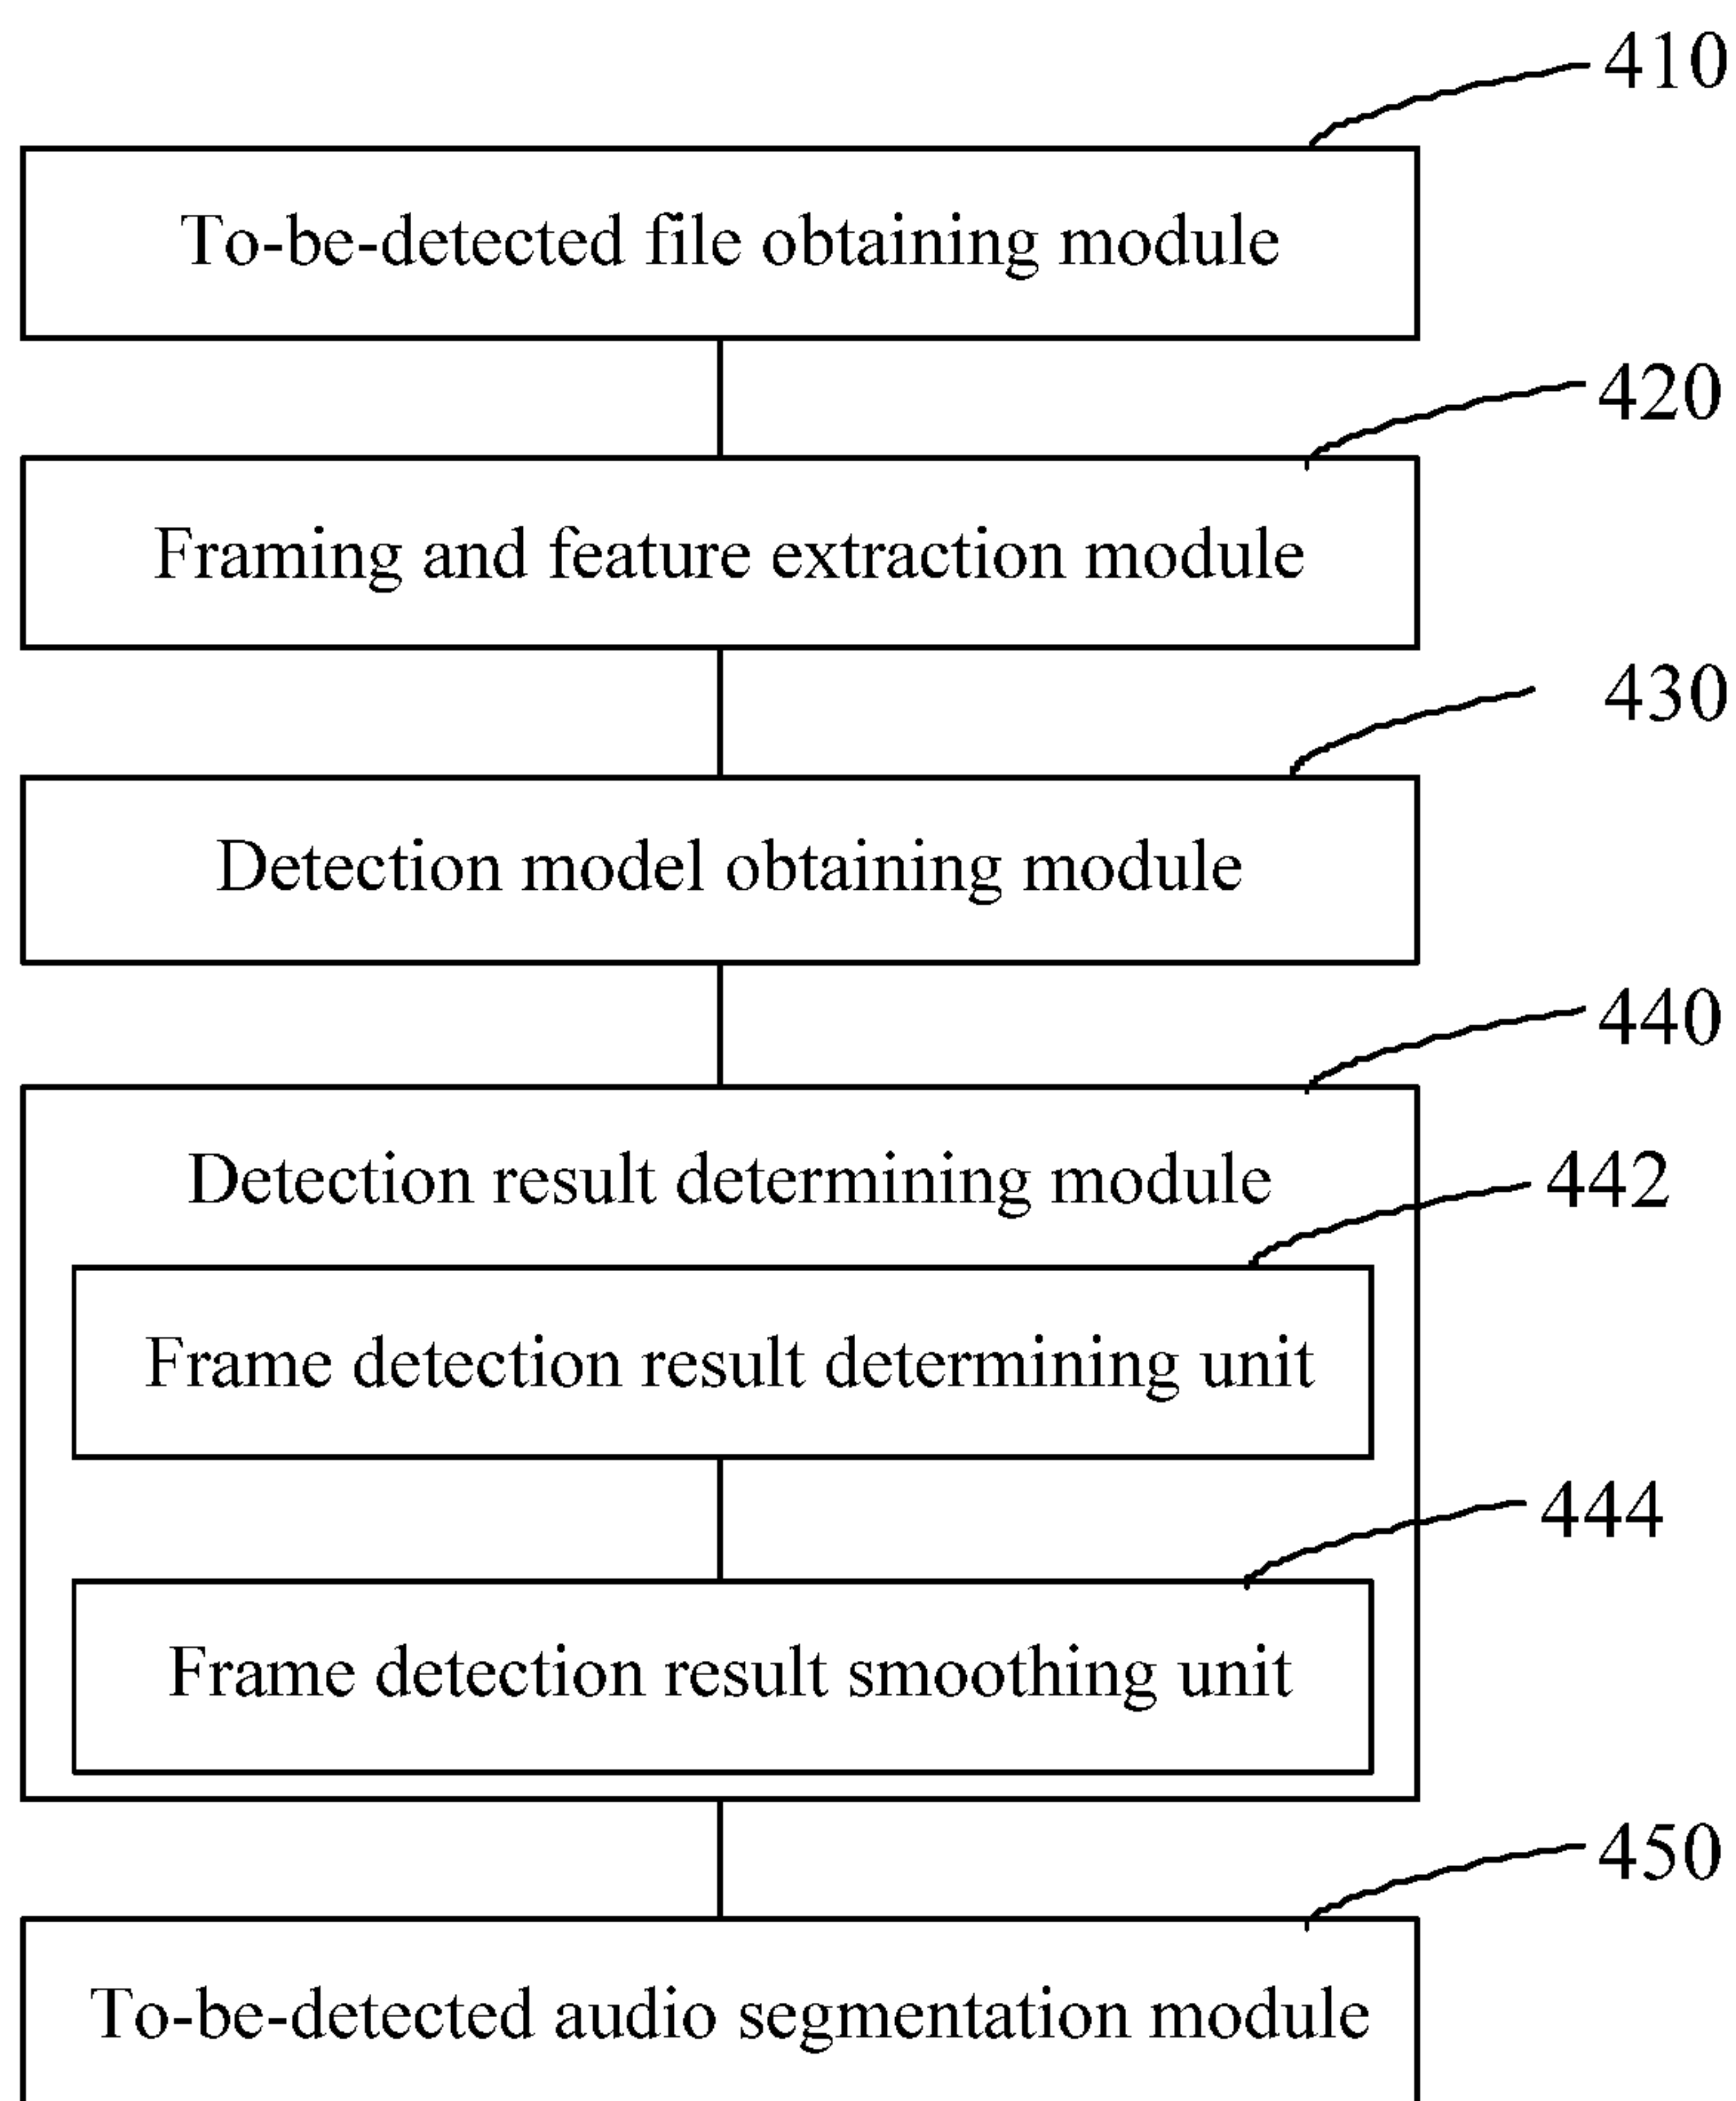 410
To-be-detected file obtaining module
420
Framing and feature extraction module
430
Detection model obtaining module
440
Detection result determining module
442
Frame detection result determining unit
444
Frame detection result smoothing unit
450
To-be-detected audio segmentation module